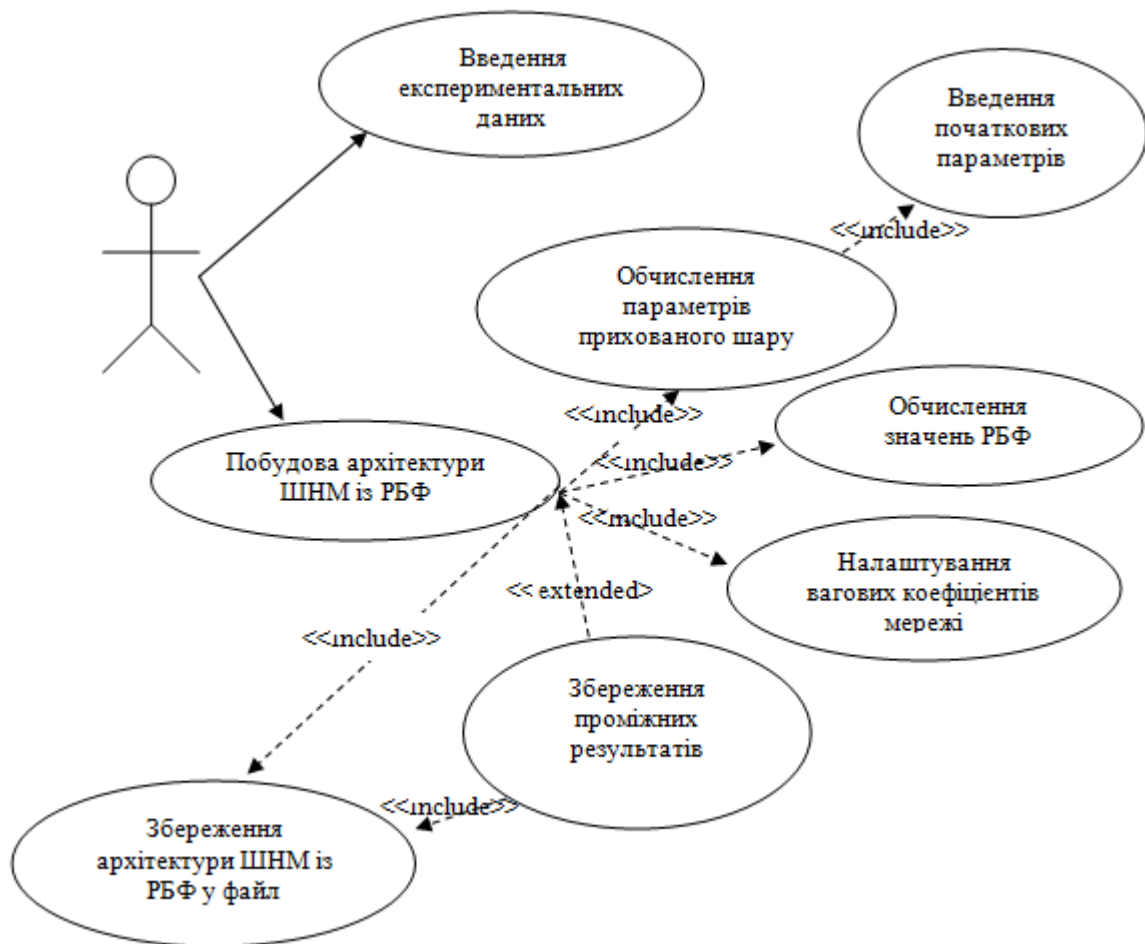 Введення
експериментальних
даних
Введення
початкових
параметрів
<<include>>
Обчислення
параметрів
прихованого шару
<<include>>
Обчислення
значень РБФ
<<include>>
Побудова архітектури
ШНМ із РБФ
<<include>>
Налаштування
вагових коефіцієнтів
мережі
<< extended>
<<include>>
Збереження
проміжних
результатів
<<include>>
Збереження
архітектури ШНМ із
РБФ у файл